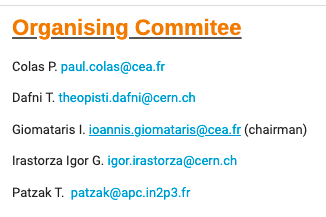 Organising Commitee
Colas P. paul.colas@cea.fr
Dafni T. theopisti.dafni@cern.ch
Giomataris I. ioannis.giomataris@cea.fr (chairman)
Irastorza Igor G. igor.irastorza@cern.ch
Patzak T. patzak@apc.in2p3.fr